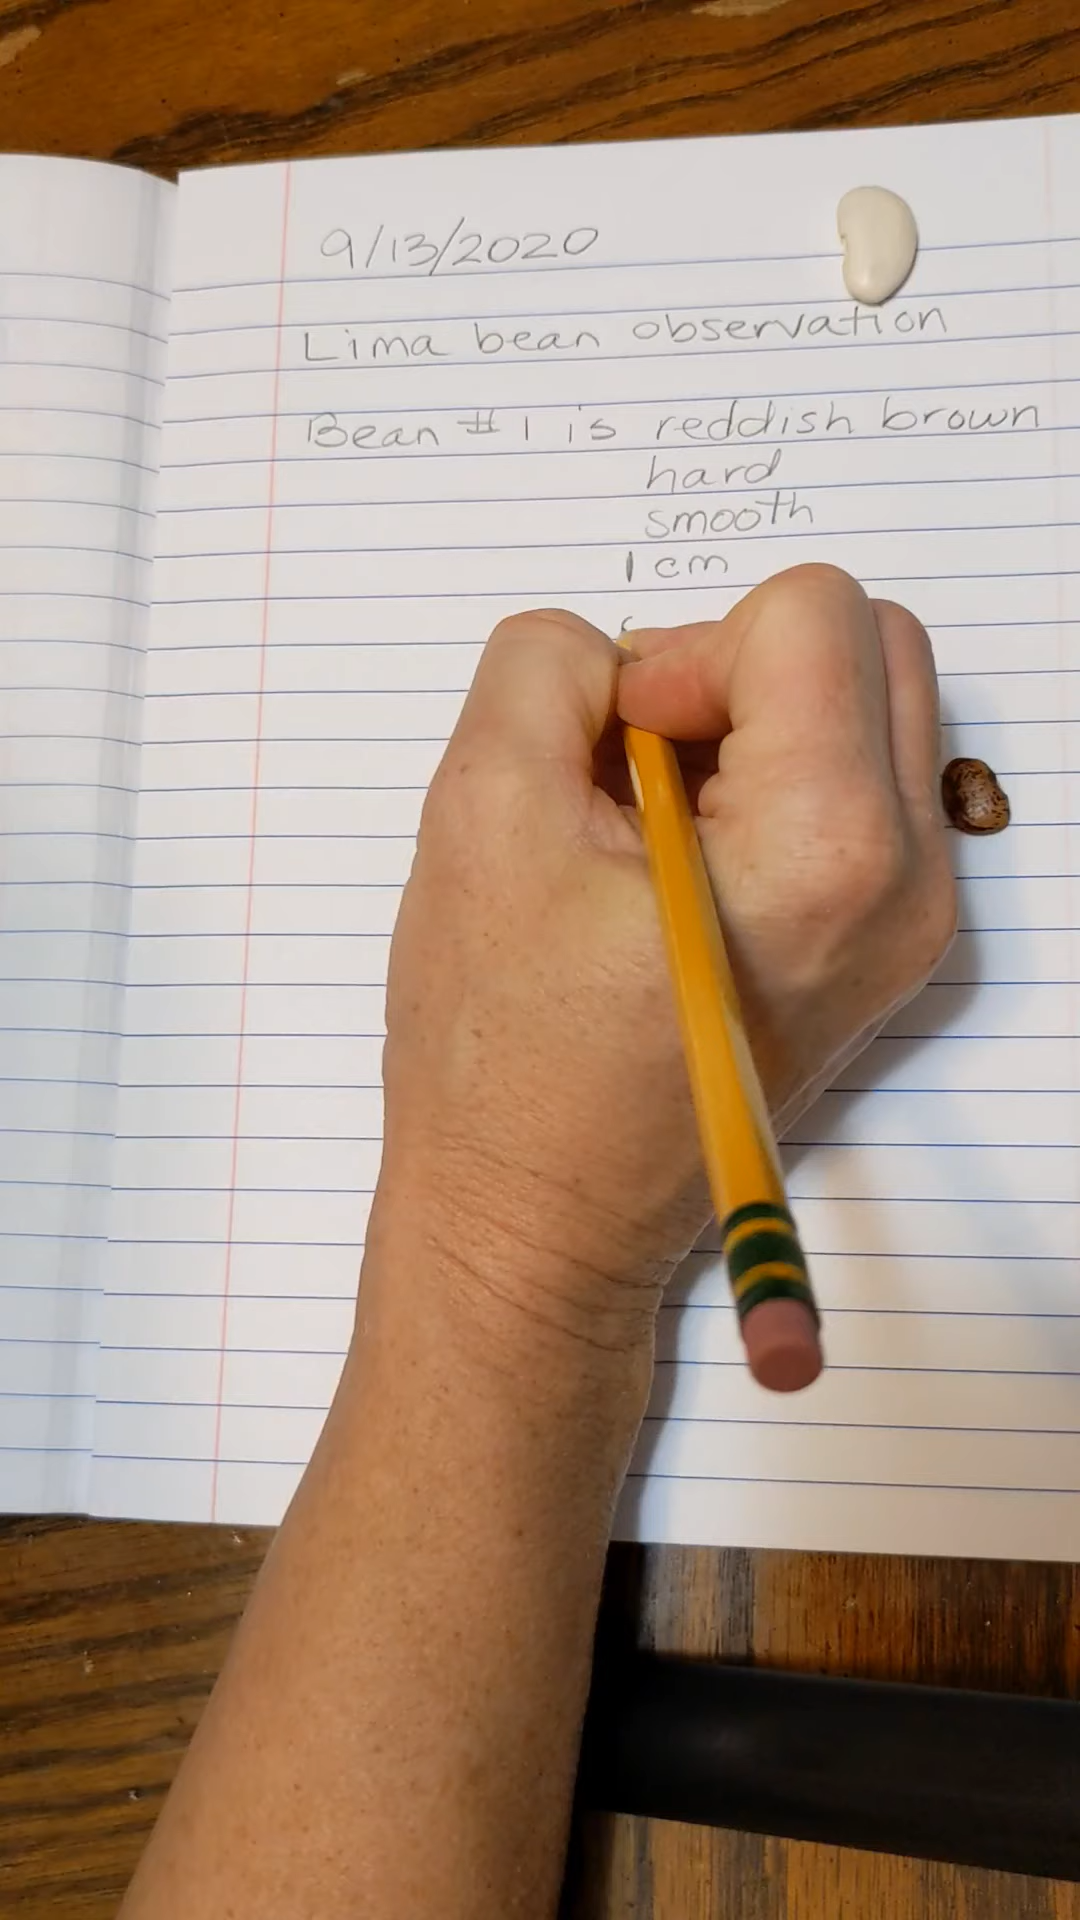 9/13/2020
Lima bean observation
Bean #1 is reddish brown
hard
smooth
1 cm